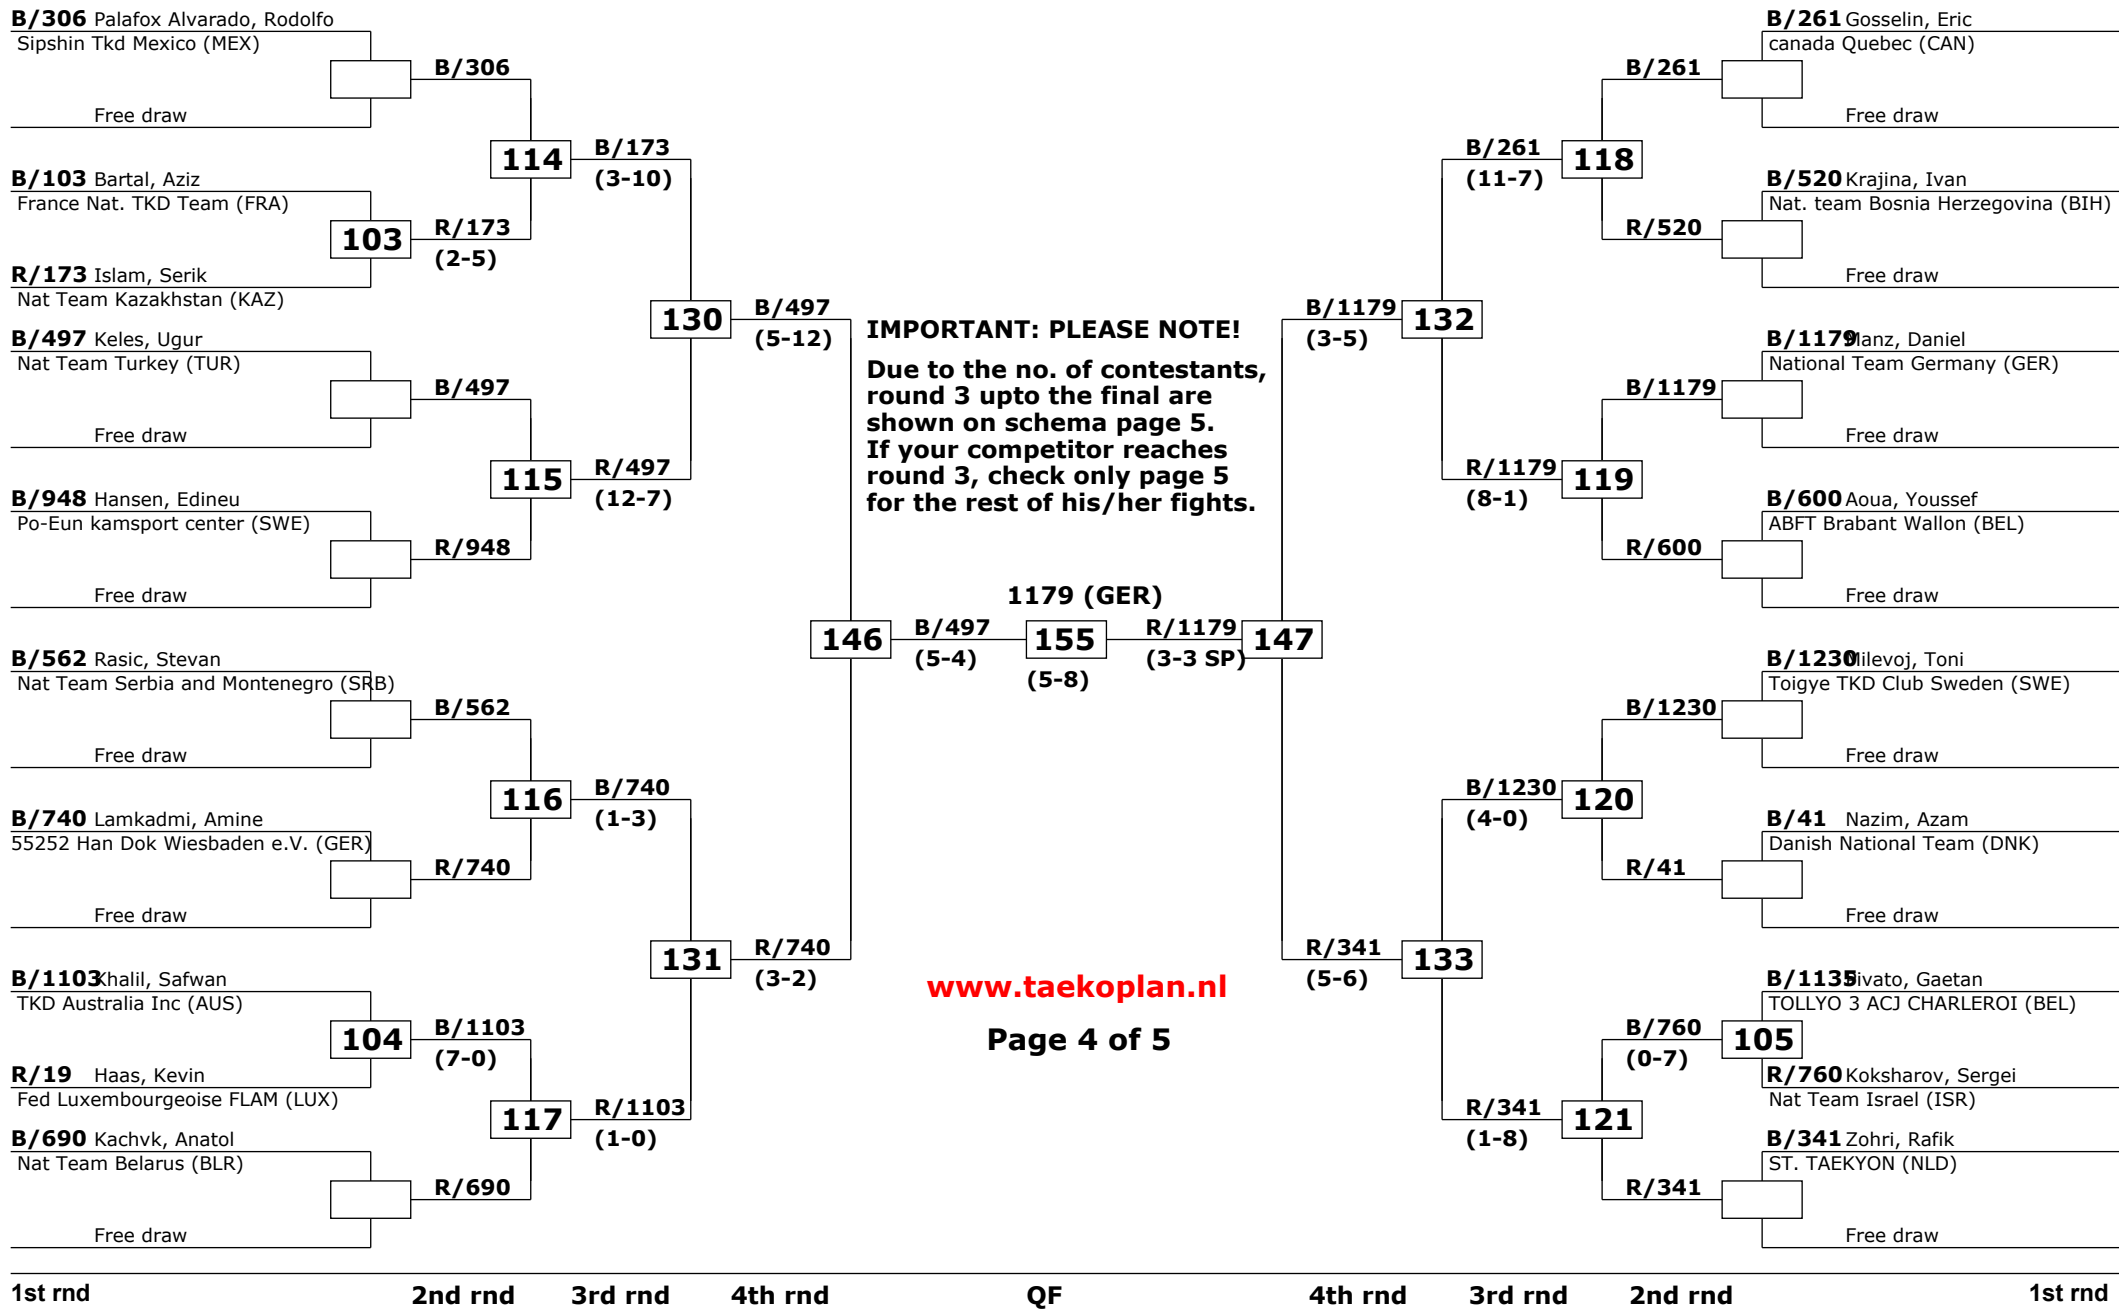 B/306 Palafox Alvarado, Rodolfo
Sipshin Tkd Mexico (MEX)
Free draw
B/103 Bartal, Aziz
France Nat. TKD Team (FRA)
R/173 Islam, Serik
Nat Team Kazakhstan (KAZ)
B/497 Keles, Ugur
Nat Team Turkey (TUR)
Free draw
B/948 Hansen, Edineu
Po-Eun kamsport center (SWE)
Free draw
B/562 Rasic, Stevan
Nat Team Serbia and Montenegro (SRB)
Free draw
B/740 Lamkadmi, Amine
55252 Han Dok Wiesbaden e.V. (GER)
Free draw
B/1103 Khalil, Safwan
TKD Australia Inc (AUS)
R/19 Haas, Kevin
Fed Luxembourgeoise FLAM (LUX)
B/690 Kachvk, Anatol
Nat Team Belarus (BLR)
Free draw
103
104
B/306
R/173
(2-5)
B/497
R/948
B/562
R/740
B/1103
(7-0)
R/690
114
115
116
117
B/173
(3-10)
R/497
(12-7)
B/740
(1-3)
R/1103
(1-0)
130
131
B/497
(5-12)
R/740
(3-2)
IMPORTANT: PLEASE NOTE!
Due to the no. of contestants,
round 3 upto the final are
shown on schema page 5.
If your competitor reaches
round 3, check only page 5
for the rest of his/her fights.
1179 (GER)
146
B/497
(5-4)
155
(5-8)
R/1179
(3-3 SP)
147
www.taekoplan.nl
Page 4 of 5
B/1179
(3-5)
R/341
(5-6)
132
133
B/261
(11-7)
R/1179
(8-1)
B/1230
(4-0)
R/341
(1-8)
118
119
120
121
B/261
R/520
B/1179
R/600
B/1230
R/41
B/760
(0-7)
R/341
105
B/261 Gosselin, Eric
canada Quebec (CAN)
Free draw
B/520 Krajina, Ivan
Nat. team Bosnia Herzegovina (BIH)
Free draw
B/1179 Manz, Daniel
National Team Germany (GER)
Free draw
B/600 Aoua, Youssef
ABFT Brabant Wallon (BEL)
Free draw
B/1230 Milevoj, Toni
Toigye TKD Club Sweden (SWE)
Free draw
B/41 Nazim, Azam
Danish National Team (DNK)
Free draw
B/1135 Gaetan
TOLLYO 3 ACJ CHARLEROI (BEL)
R/760 Koksharov, Sergei
Nat Team Israel (ISR)
B/341 Zohri, Rafik
ST. TAEKYON (NLD)
Free draw
1st rnd 2nd rnd 3rd rnd 4th rnd QF 4th rnd 3rd rnd 2nd rnd 1st rnd